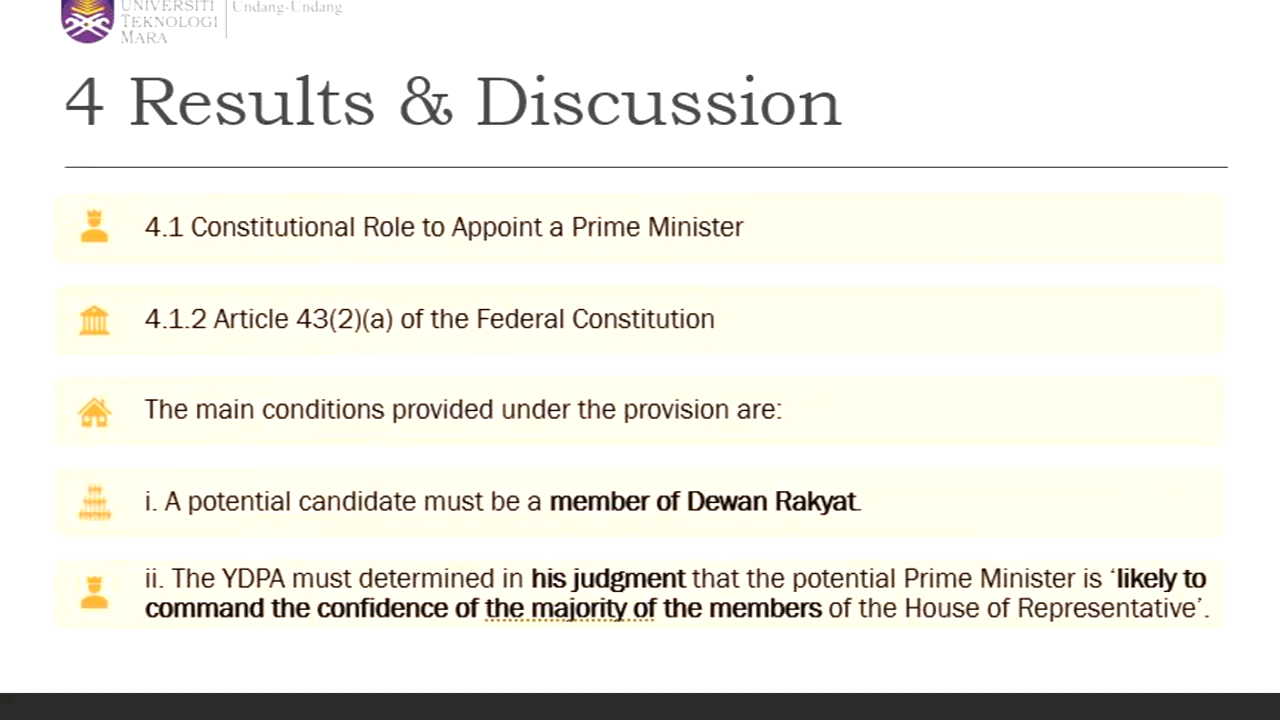 UNIVERSITI
TEKNOLOGI
MARA
Undang-Undang
4 Results & Discussion
4.1 Constitutional Role to Appoint a Prime Minister
4.1.2 Article 43(2)(a) of the Federal Constitution
The main conditions provided under the provision are:
i. A potential candidate must be a member of Dewan Rakyat.
ii. The YDPA must determined in his judgment that the potential Prime Minister is ‘likely to
command the confidence of the majority of the members of the House of Representative’.